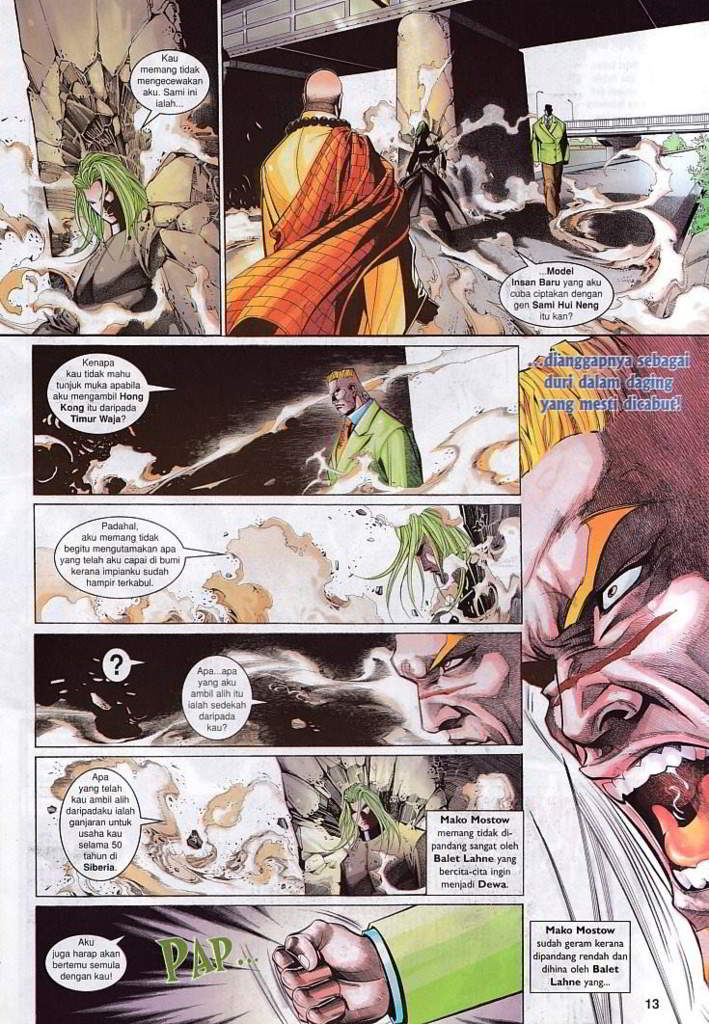 Kau
memang tidak
mengecewakan
aku. Sami ini
ialah...
...Model
Insan Baru yang aku
cuba ciptakan dengan
gen Sami Hui Neng
itu kan?
Kenapa
kau tidak mahu
tunjuk muka apabila
aku mengambil Hong
Kong itu daripada
Timur Waja?
Padahal,
aku memang tidak
begitu mengutamakan apa
yang telah aku capai di bumi
kerana impianku sudah
hampir terkabul.
?
Apa...apa
yang aku
ambil alih itu
ialah sedekah
daripada
kau?
Apa
yang telah
kau ambil alih
daripadaku ialah
ganjaran untuk
usaha kau
selama 50
tahun di
Siberia.
Mako Mostow
memang tidak di-
pandang sangat oleh
Balet Lahne yang
bercita-cita ingin
menjadi Dewa.
Aku
juga harap akan
bertemu semula
dengan kau!
PAP...
Mako Mostow
sudah geram kerana
dipandang rendah dan
dihina oleh Balet
Lahne yang...
...dianggapnya sebagai
duri dalam daging
yang mesti dicabut!
13